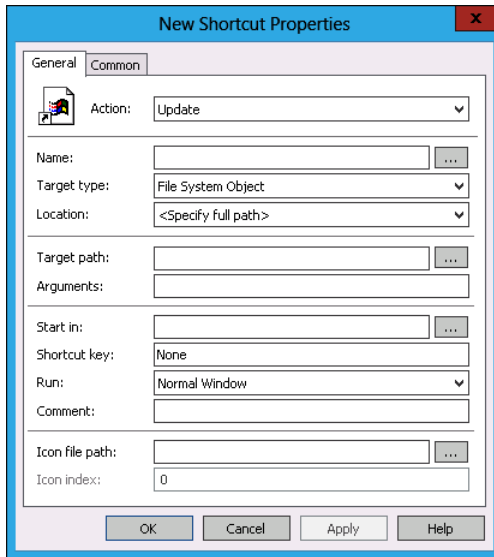 New Shortcut Properties
x
General Common
Action: Update
Name: ...
Target type: File System Object
Location: <Specify full path>
Target path: ...
Arguments:
Start in: ...
Shortcut key: None
Run: Normal Window
Comment:
Icon file path: ...
Icon index: 0
OK Cancel Apply Help